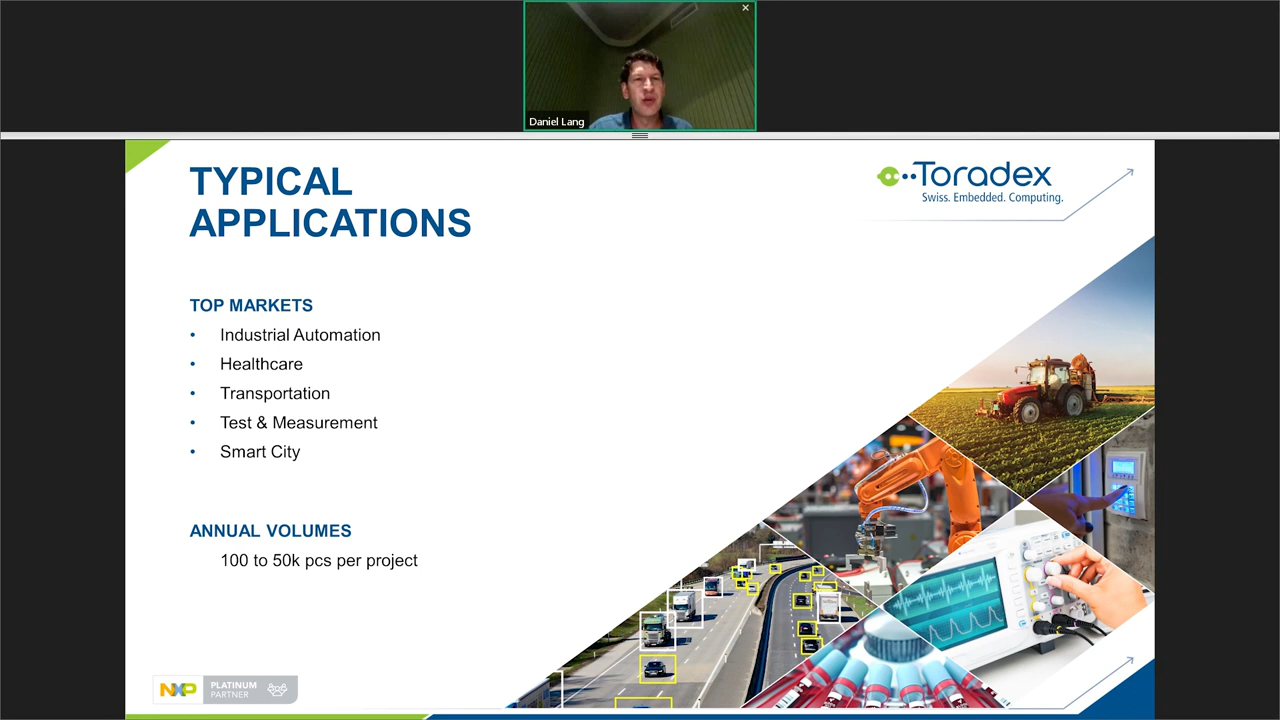 Daniel Lang
TYPICAL
APPLICATIONS
Toradex
Swiss. Embedded. Computing.
TOP MARKETS
• Industrial Automation
• Healthcare
• Transportation
• Test & Measurement
• Smart City
ANNUAL VOLUMES
100 to 50k pcs per project
NXP
PLATINUM
PARTNER